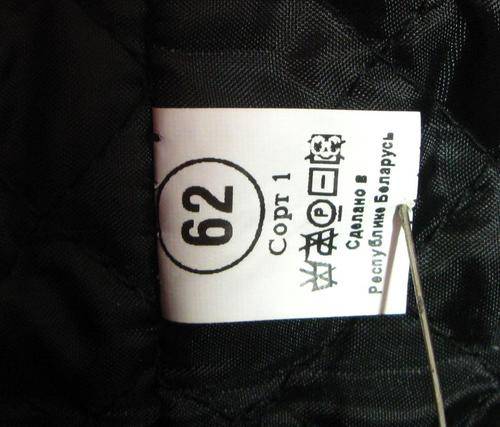 62
Сорт 1
P
Сделано в
Республике Беларусь